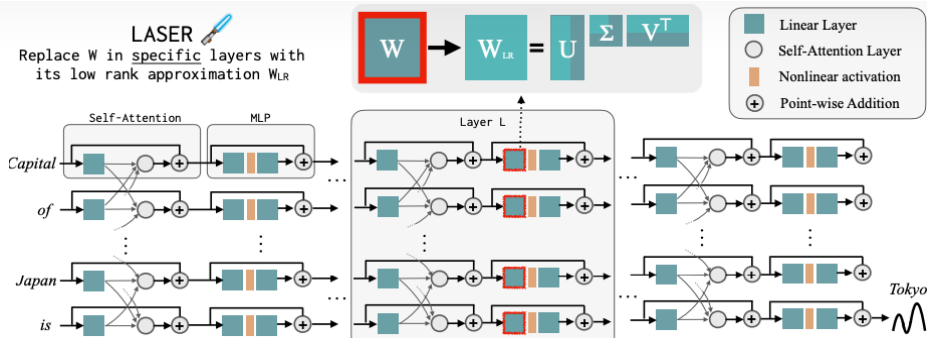 LASER
Replace W in specific layers with
its low rank approximation WLR
W
WLR
=
U
Σ
V⊤
Linear Layer
Self-Attention Layer
Nonlinear activation
Point-wise Addition
Self-Attention
MLP
Layer L
Capital
of
Japan
is
Tokyo